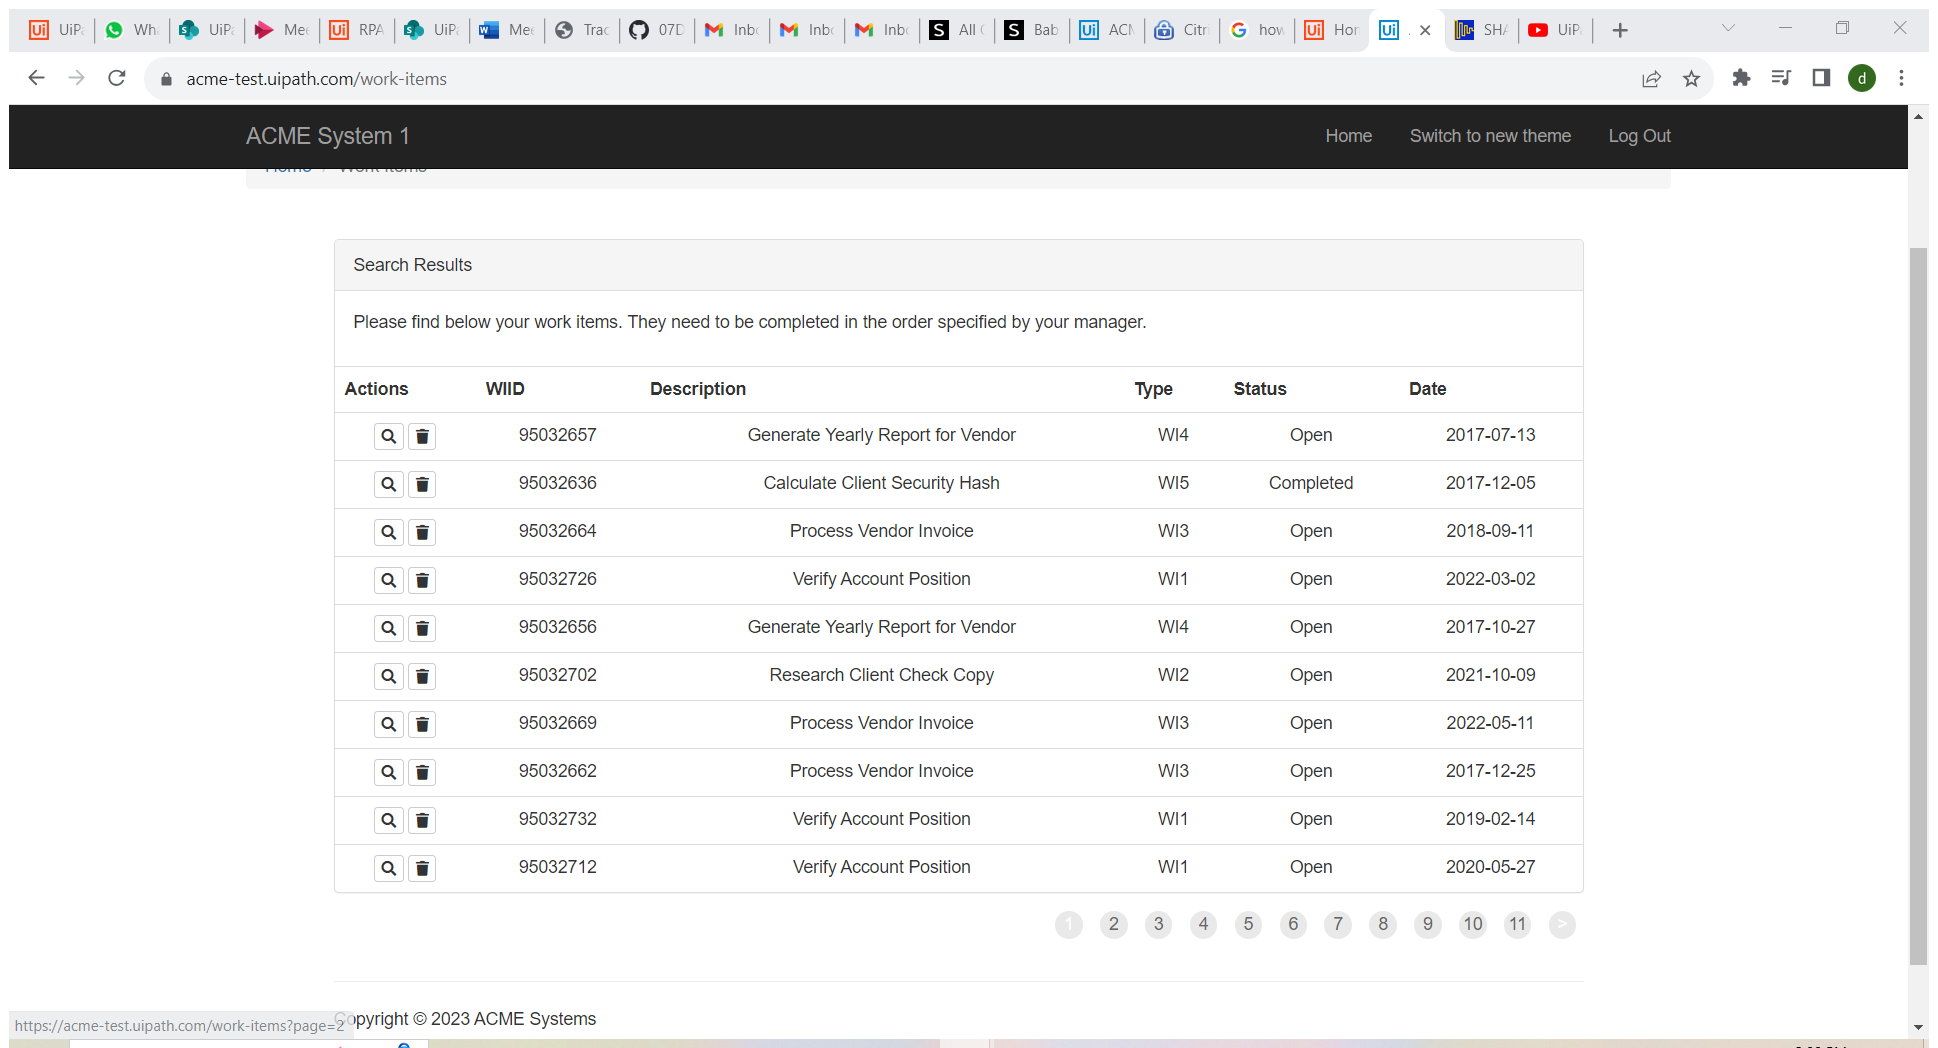 UiPa Wha UiPa Mee RPA UiPa Mee Trac 07D Inbo Inbo Inbo All Bab ACM Citri how Hor SHA UiP
acme-test.uipath.com/work-items
d
ACME System 1 Home Switch to new theme Log Out
Home / Work Items
Search Results
Please find below your work items. They need to be completed in the order specified by your manager.
Actions WIID Description Type Status Date
95032657 Generate Yearly Report for Vendor WI4 Open 2017-07-13
95032636 Calculate Client Security Hash WI5 Completed 2017-12-05
95032664 Process Vendor Invoice WI3 Open 2018-09-11
95032726 Verify Account Position WI1 Open 2022-03-02
95032656 Generate Yearly Report for Vendor WI4 Open 2017-10-27
95032702 Research Client Check Copy WI2 Open 2021-10-09
95032669 Process Vendor Invoice WI3 Open 2022-05-11
95032662 Process Vendor Invoice WI3 Open 2017-12-25
95032732 Verify Account Position WI1 Open 2019-02-14
95032712 Verify Account Position WI1 Open 2020-05-27
1 2 3 4 5 6 7 8 9 10 11 >
Copyright © 2023 ACME Systems
https://acme-test.uipath.com/work-items?page=2